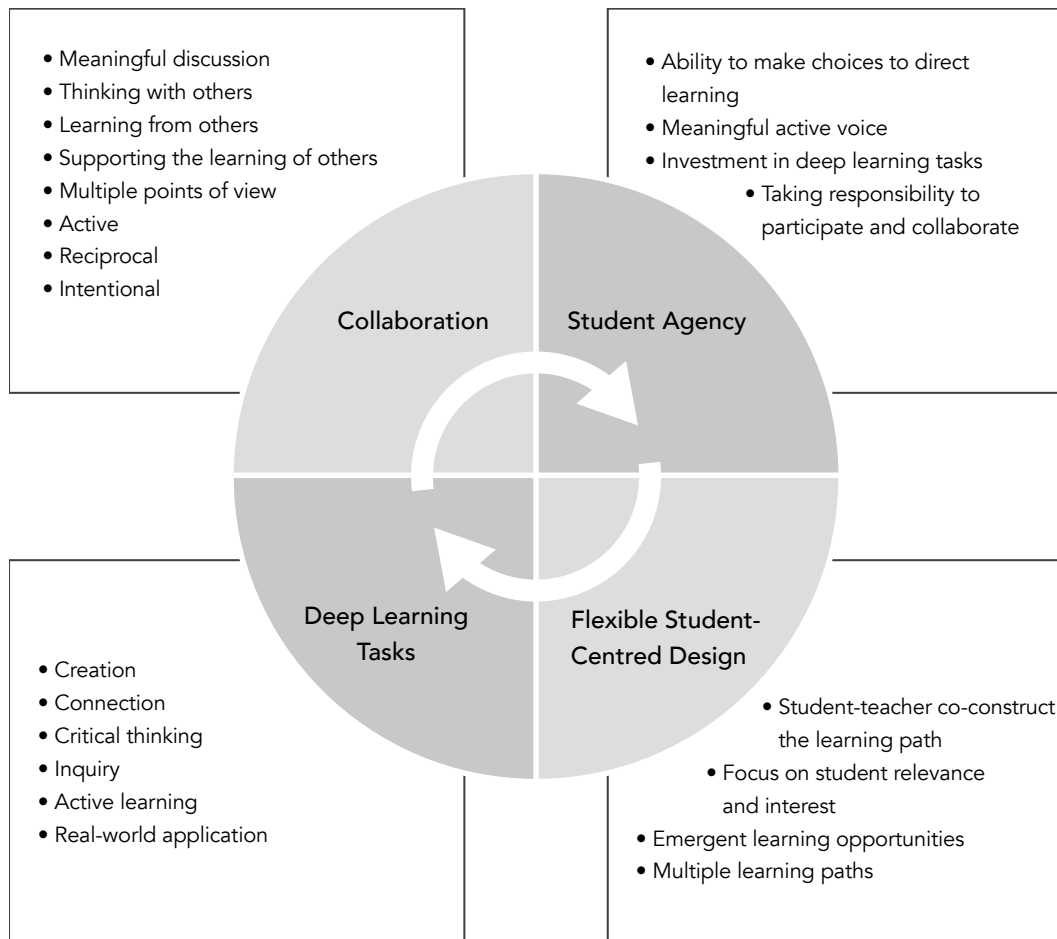 • Meaningful discussion
• Thinking with others
• Learning from others
• Supporting the learning of others
• Multiple points of view
• Active
• Reciprocal
• Intentional
• Ability to make choices to direct
learning
• Meaningful active voice
• Investment in deep learning tasks
• Taking responsibility to
participate and collaborate
Collaboration
Student Agency
Deep Learning
Tasks
Flexible Student-
Centred Design
• Creation
• Connection
• Critical thinking
• Inquiry
• Active learning
• Real-world application
• Student-teacher co-construct
the learning path
• Focus on student relevance
and interest
• Emergent learning opportunities
• Multiple learning paths